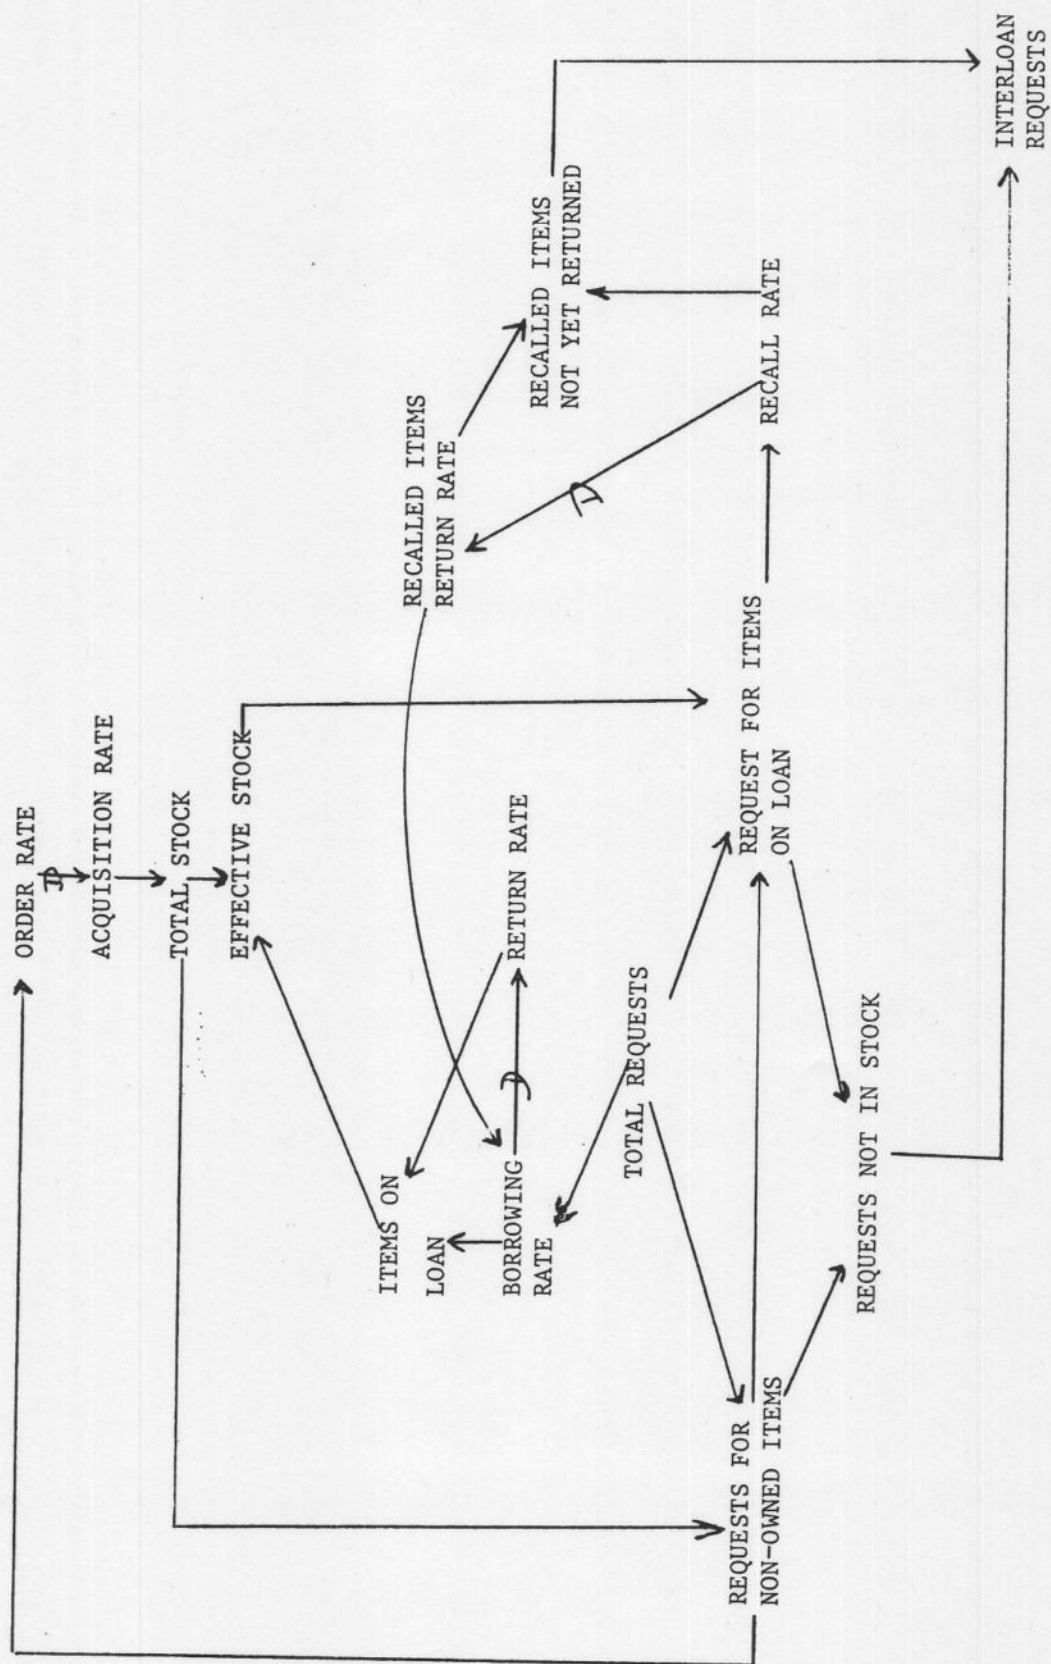 ORDER RATE
D
ACQUISITION RATE
TOTAL STOCK
EFFECTIVE STOCK
ITEMS ON
LOAN
RECALLED ITEMS
RETURN RATE
D
BORROWING
RATE
D
RETURN RATE
RECALLED ITEMS
NOT YET RETURNED
TOTAL REQUESTS
REQUESTS FOR
NON-OWNED ITEMS
REQUEST FOR ITEMS
ON LOAN
RECALL RATE
REQUESTS NOT IN STOCK
INTERLOAN
REQUESTS